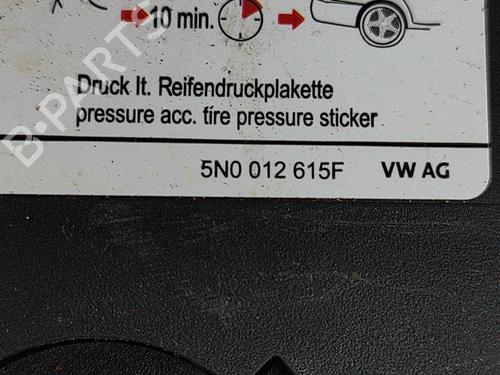 10 min.
Druck lt. Reifendruckplakette
pressure acc. tire pressure sticker
5N0 012 615F VW AG
B-PARTS